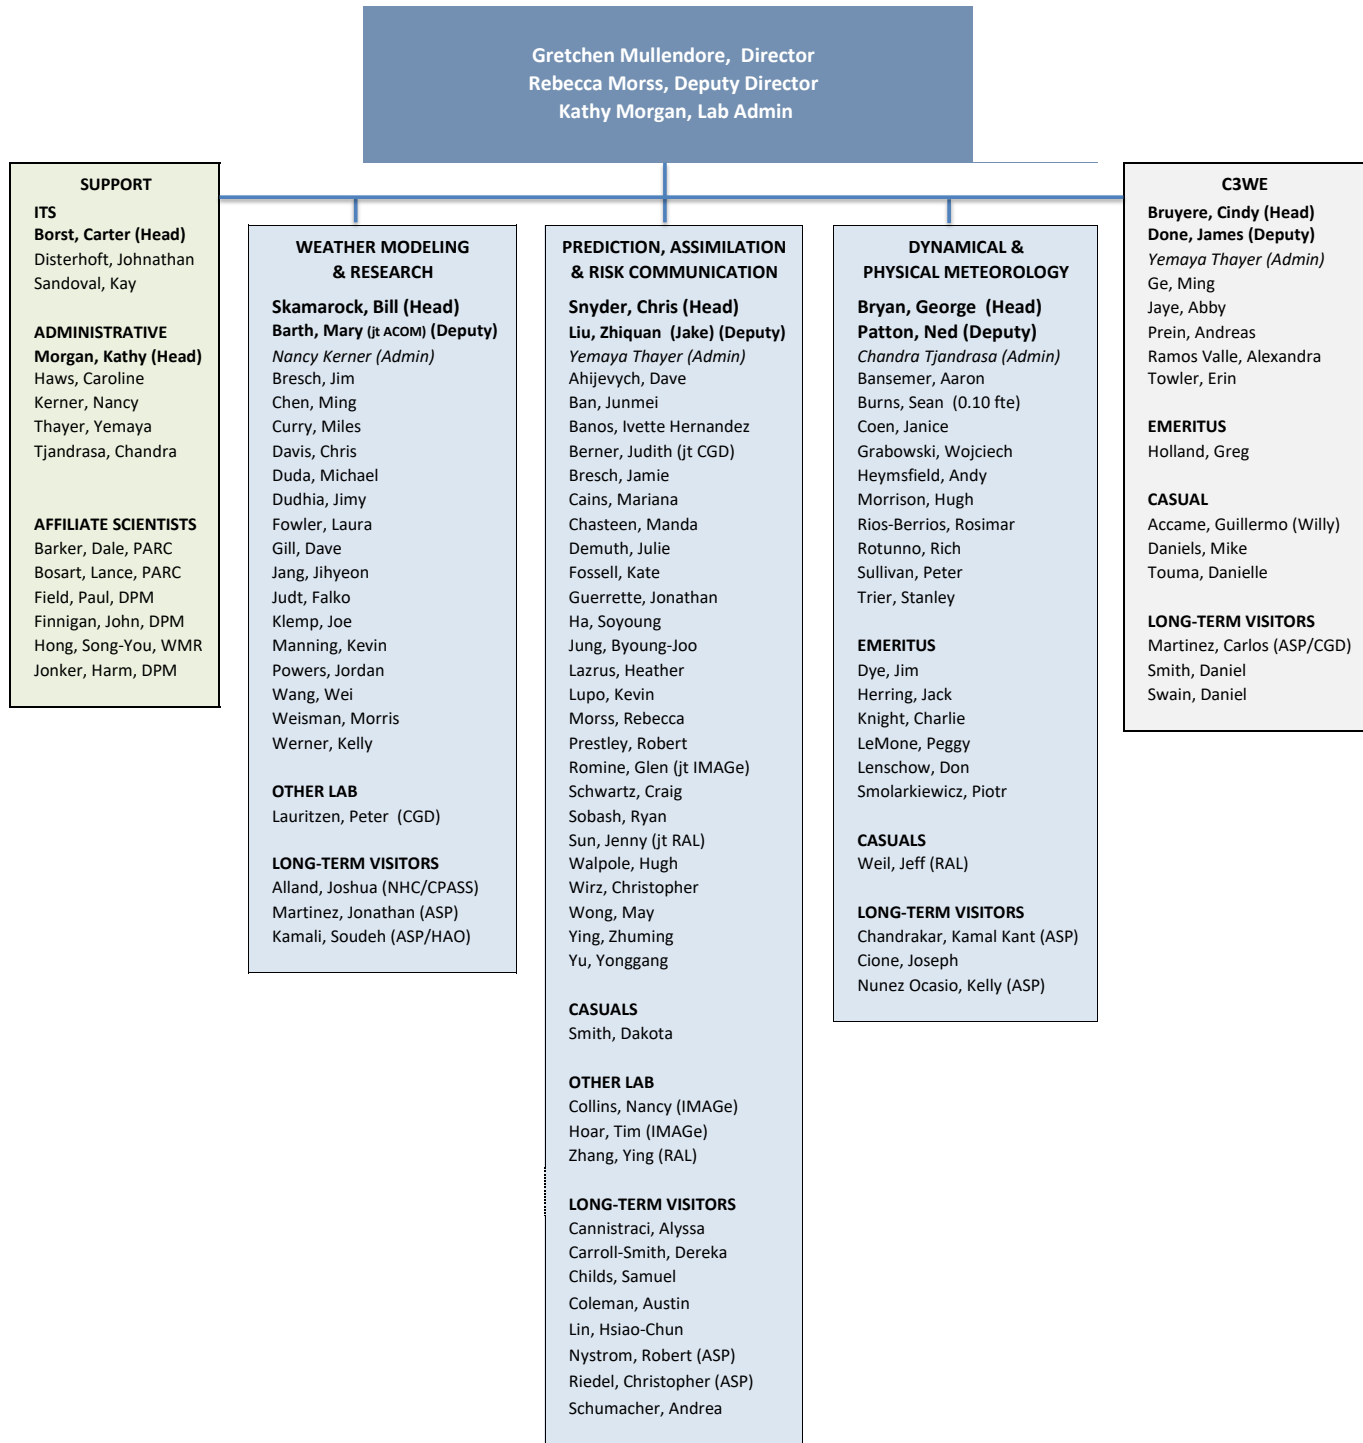 Gretchen Mullendore,  Director
Rebecca Morss, Deputy Director
Kathy Morgan, Lab Admin
SUPPORT
ITS
Borst, Carter (Head)
Disterhoft, Johnathan
Sandoval, Kay
ADMINISTRATIVE
Morgan, Kathy (Head)
Haws, Caroline
Kerner, Nancy
Thayer, Yemaya
Tjandrasa, Chandra
AFFILIATE SCIENTISTS
Barker, Dale, PARC
Bosart, Lance, PARC
Field, Paul, DPM
Finnigan, John, DPM
Hong, Song-You, WMR
Jonker, Harm, DPM
WEATHER MODELING
& RESEARCH
Skamarock, Bill (Head)
Barth, Mary (jt ACOM) (Deputy)
Nancy Kerner (Admin)
Bresch, Jim
Chen, Ming
Curry, Miles
Davis, Chris
Duda, Michael
Dudhia, Jimy
Fowler, Laura
Gill, Dave
Jang, Jihyeon
Judt, Falko
Klemp, Joe
Manning, Kevin
Powers, Jordan
Wang, Wei
Weisman, Morris
Werner, Kelly
OTHER LAB
Lauritzen, Peter  (CGD)
LONG-TERM VISITORS
Alland, Joshua (NHC/CPASS)
Martinez, Jonathan (ASP)
Kamali, Soudeh (ASP/HAO)
PREDICTION, ASSIMILATION
& RISK COMMUNICATION
Snyder, Chris (Head)
Liu, Zhiquan (Jake) (Deputy)
Yemaya Thayer (Admin)
Ahijevych, Dave
Ban, Junmei
Banos, Ivette Hernandez
Berner, Judith (jt CGD)
Bresch, Jamie
Cains, Mariana
Chasteen, Manda
Demuth, Julie
Fossell, Kate
Guerrette, Jonathan
Ha, Soyoung
Jung, Byoung-Joo
Lazrus, Heather
Lupo, Kevin
Morss, Rebecca
Prestley, Robert
Romine, Glen (jt IMAGe)
Schwartz, Craig
Sobash, Ryan
Sun, Jenny (jt RAL)
Walpole, Hugh
Wirz, Christopher
Wong, May
Ying, Zhuming
Yu, Yonggang
CASUALS
Smith, Dakota
OTHER LAB
Collins, Nancy (IMAGe)
Hoar, Tim (IMAGe)
Zhang, Ying (RAL)
LONG-TERM VISITORS
Cannistraci, Alyssa
Carroll-Smith, Dereka
Childs, Samuel
Coleman, Austin
Lin, Hsiao-Chun
Nystrom, Robert (ASP)
Riedel, Christopher (ASP)
Schumacher, Andrea
DYNAMICAL &
PHYSICAL METEOROLOGY
Bryan, George  (Head)
Patton, Ned (Deputy)
Chandra Tjandrasa (Admin)
Bansemer, Aaron
Burns, Sean  (0.10 fte)
Coen, Janice
Grabowski, Wojciech
Heymsfield, Andy
Morrison, Hugh
Rios-Berrios, Rosimar
Rotunno, Rich
Sullivan, Peter
Trier, Stanley
EMERITUS
Dye, Jim
Herring, Jack
Knight, Charlie
LeMone, Peggy
Lenschow, Don
Smolarkiewicz, Piotr
CASUALS
Weil, Jeff (RAL)
LONG-TERM VISITORS
Chandrakar, Kamal Kant (ASP)
Cione, Joseph
Nunez Ocasio, Kelly (ASP)
C3WE
Bruyere, Cindy (Head)
Done, James (Deputy)
Yemaya Thayer (Admin)
Ge, Ming
Jaye, Abby
Prein, Andreas
Ramos Valle, Alexandra
Towler, Erin
EMERITUS
Holland, Greg
CASUAL
Accame, Guillermo (Willy)
Daniels, Mike
Touma, Danielle
LONG-TERM VISITORS
Martinez, Carlos (ASP/CGD)
Smith, Daniel
Swain, Daniel